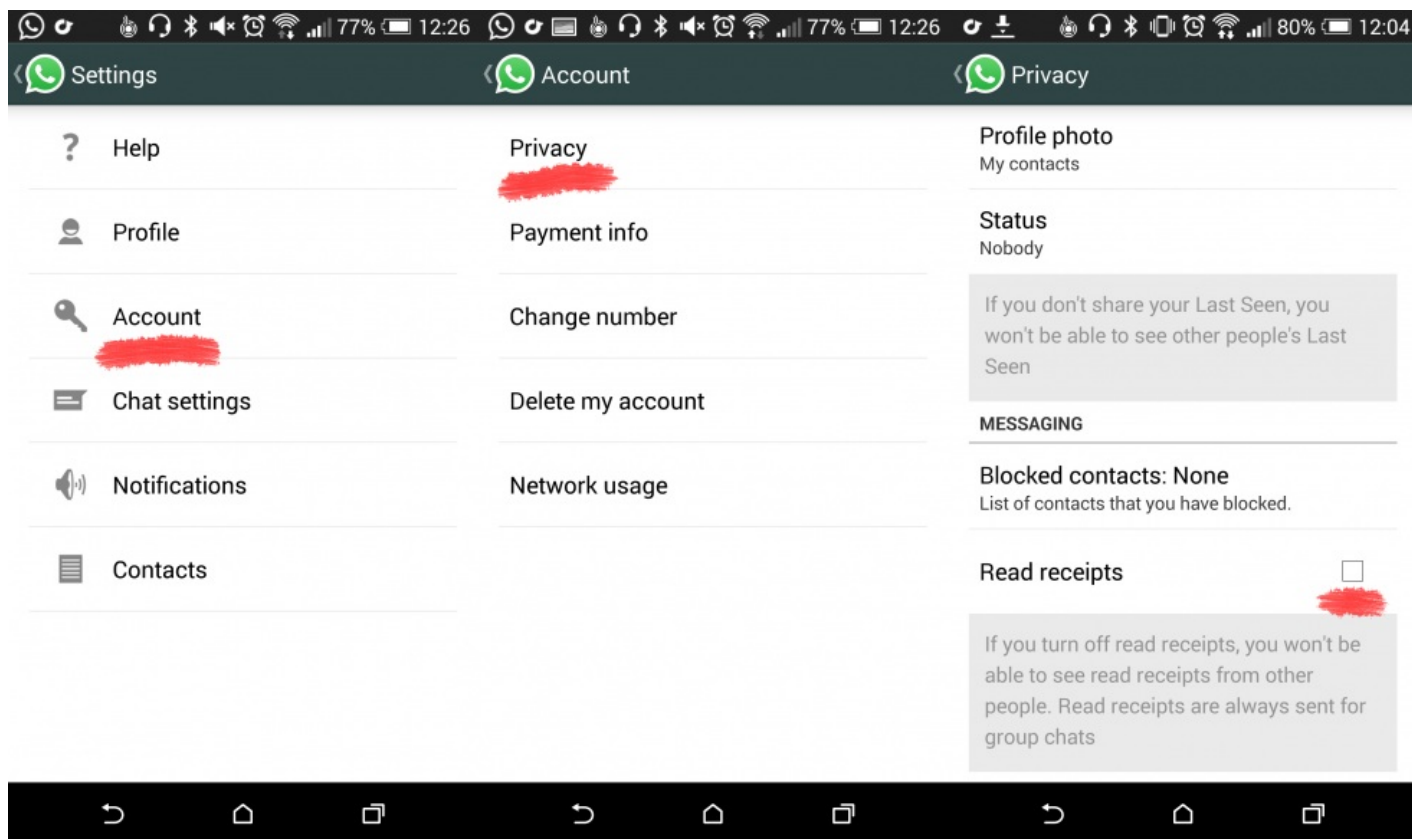 77% 12:26
Settings
Help
Profile
Account
Chat settings
Notifications
Contacts
77% 12:26
Account
Privacy
Payment info
Change number
Delete my account
Network usage
80% 12:04
Privacy
Profile photo
My contacts
Status
Nobody
If you don't share your Last Seen, you
won't be able to see other people's Last
Seen
MESSAGING
Blocked contacts: None
List of contacts that you have blocked.
Read receipts
If you turn off read receipts, you won't be
able to see read receipts from other
people. Read receipts are always sent for
group chats